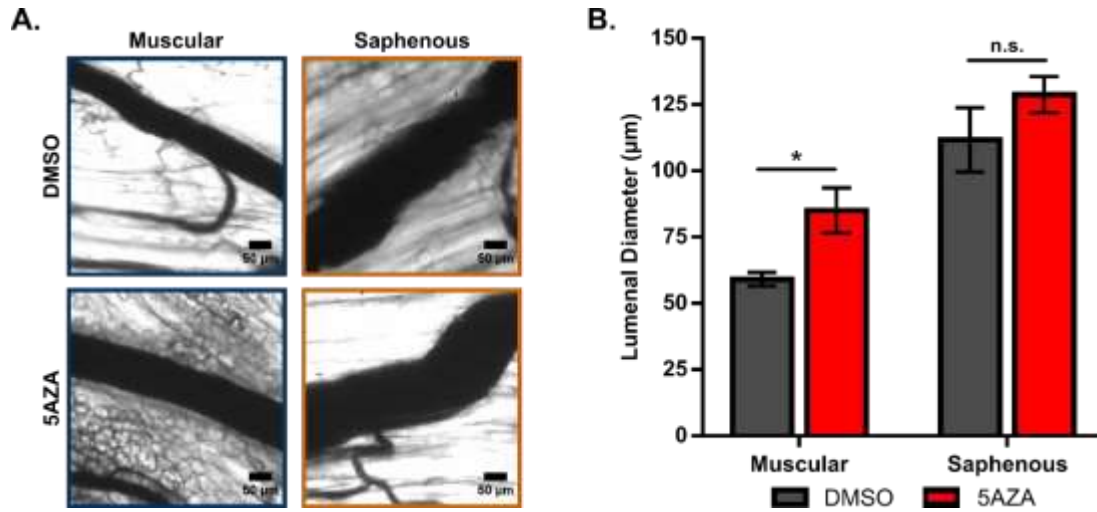 A.
Muscular Saphenous
DMSO
50 µm
50 µm
5AZA
50 µm
50 µm
B.
Lumenal Diameter (µm)
150
125
100
75
50
25
0
*
n.s.
Muscular Saphenous
DMSO 5AZA